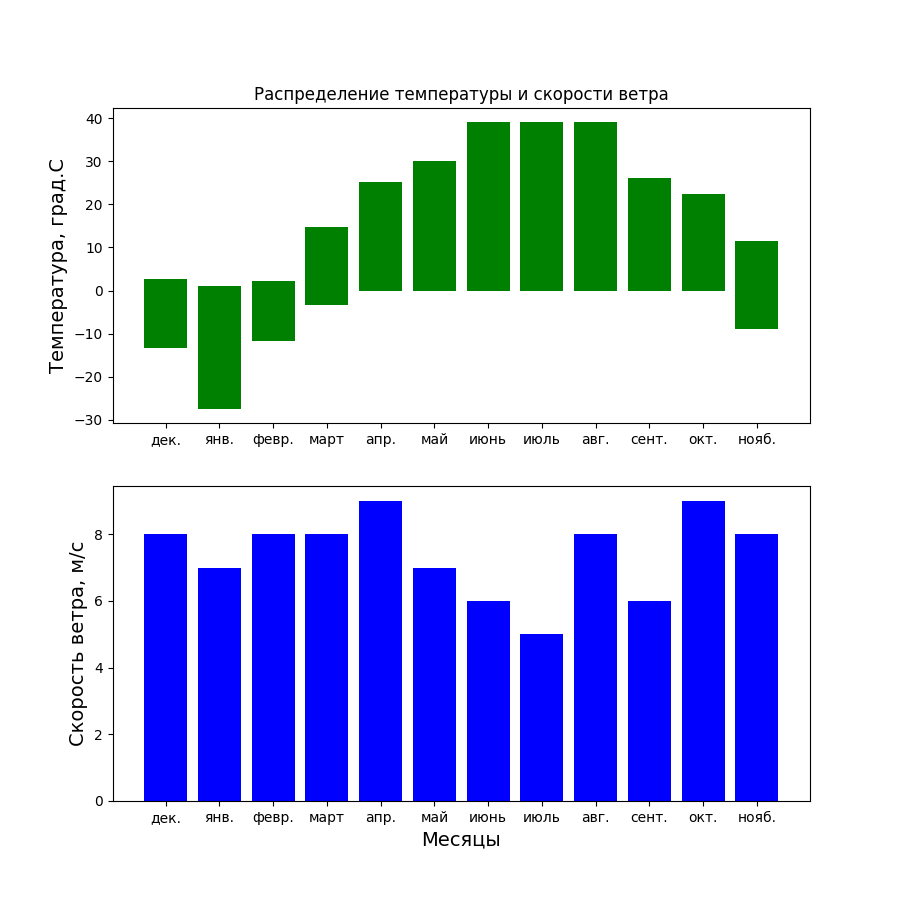 Распределение температуры и скорости ветра
Температура, град.С
40
30
20
10
0
−10
−20
−30
дек. янв. февр. март апр. май июнь июль авг. сент. окт. нояб.
Скорость ветра, м/с
8
6
4
2
0
дек. янв. февр. март апр. май июнь июль авг. сент. окт. нояб.
Месяцы